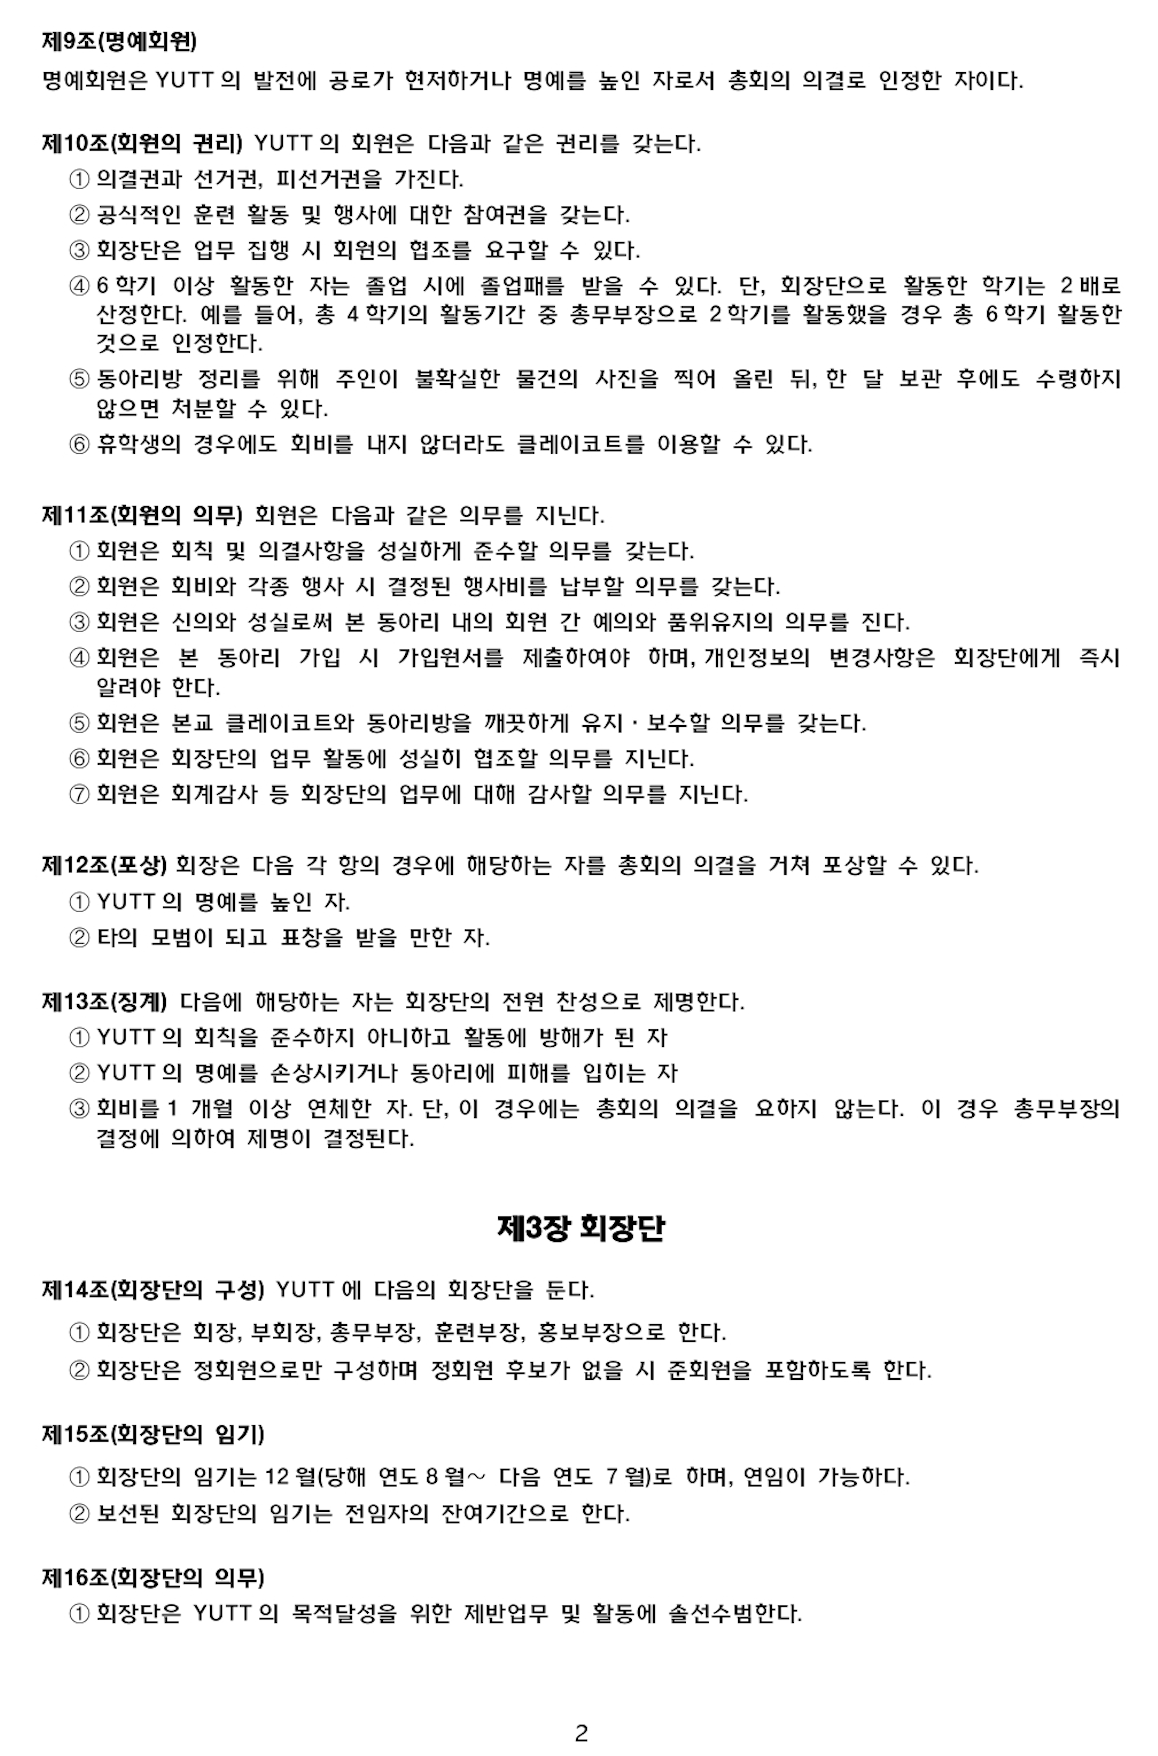 제9조(명예회원)
명예회원은 YUTT의 발전에 공로가 현저하거나 명예를 높인 자로서 총회의 의결로 인정한 자이다.
제10조(회원의 권리) YUTT의 회원은 다음과 같은 권리를 갖는다.
① 의결권과 선거권, 피선거권을 가진다.
② 공식적인 훈련 활동 및 행사에 대한 참여권을 갖는다.
③ 회장단은 업무 집행 시 회원의 협조를 요구할 수 있다.
④ 6학기 이상 활동한 자는 졸업 시에 졸업패를 받을 수 있다. 단, 회장단으로 활동한 학기는 2배로
산정한다. 예를 들어, 총 4학기의 활동기간 중 총무부장으로 2학기를 활동했을 경우 총 6학기 활동한
것으로 인정한다.
⑤ 동아리방 정리를 위해 주인이 불확실한 물건의 사진을 찍어 올린 뒤, 한 달 보관 후에도 수령하지
않으면 처분할 수 있다.
⑥ 휴학생의 경우에도 회비를 내지 않더라도 클레이코트를 이용할 수 있다.
제11조(회원의 의무) 회원은 다음과 같은 의무를 지닌다.
① 회원은 회칙 및 의결사항을 성실하게 준수할 의무를 갖는다.
② 회원은 회비와 각종 행사 시 결정된 행사비를 납부할 의무를 갖는다.
③ 회원은 신의와 성실로써 본 동아리 내의 회원 간 예의와 품위유지의 의무를 진다.
④ 회원은 본 동아리 가입 시 가입원서를 제출하여야 하며, 개인정보의 변경사항은 회장단에게 즉시
알려야 한다.
⑤ 회원은 본교 클레이코트와 동아리방을 깨끗하게 유지·보수할 의무를 갖는다.
⑥ 회원은 회장단의 업무 활동에 성실히 협조할 의무를 지닌다.
⑦ 회원은 회계감사 등 회장단의 업무에 대해 감사할 의무를 지닌다.
제12조(포상) 회장은 다음 각 항의 경우에 해당하는 자를 총회의 의결을 거쳐 포상할 수 있다.
① YUTT의 명예를 높인 자.
② 타의 모범이 되고 표창을 받을 만한 자.
제13조(징계) 다음에 해당하는 자는 회장단의 전원 찬성으로 제명한다.
① YUTT의 회칙을 준수하지 아니하고 활동에 방해가 된 자
② YUTT의 명예를 손상시키거나 동아리에 피해를 입히는 자
③ 회비를 1 개월 이상 연체한 자. 단, 이 경우에는 총회의 의결을 요하지 않는다. 이 경우 총무부장의
결정에 의하여 제명이 결정된다.
제3장 회장단
제14조(회장단의 구성) YUTT에 다음의 회장단을 둔다.
① 회장단은 회장, 부회장, 총무부장, 훈련부장, 홍보부장으로 한다.
② 회장단은 정회원으로만 구성하며 정회원 후보가 없을 시 준회원을 포함하도록 한다.
제15조(회장단의 임기)
① 회장단의 임기는 12월(당해 연도 8월~ 다음 연도 7월)로 하며, 연임이 가능하다.
② 보선된 회장단의 임기는 전임자의 잔여기간으로 한다.
제16조(회장단의 의무)
① 회장단은 YUTT의 목적달성을 위한 제반업무 및 활동에 솔선수범한다.
2